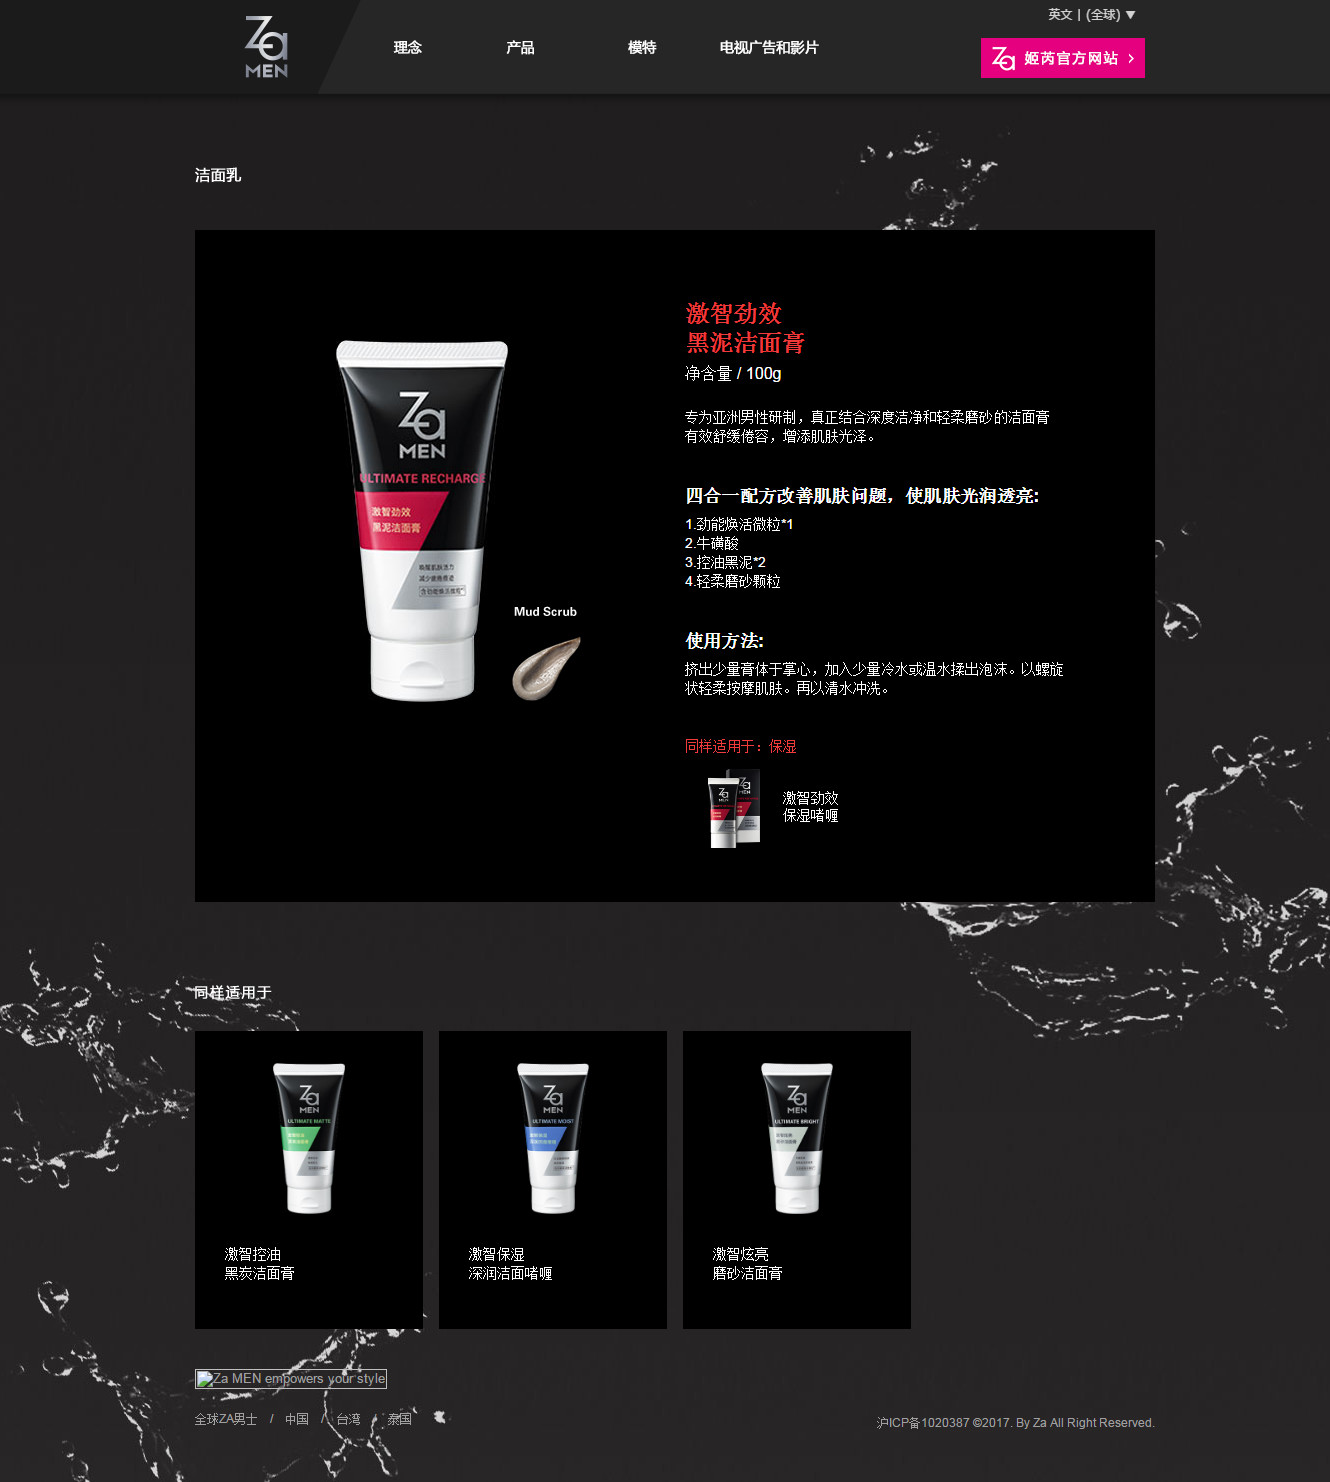 Za
MEN
理念
产品
模特
电视广告和影片
英文 | (全球) ▼
Za 姬芮官方网站 ›
洁面乳
Za
MEN
ULTIMATE RECHARGE
激智劲效
黑泥洁面膏
Mud Scrub
激智劲效
黑泥洁面膏
净含量 / 100g
专为亚洲男性研制，真正结合深度洁净和轻柔磨砂的洁面膏
有效舒缓倦容，增添肌肤光泽。
四合一配方改善肌肤问题，使肌肤光润透亮:
1.劲能焕活微粒*1
2.牛磺酸
3.控油黑泥*2
4.轻柔磨砂颗粒
使用方法:
挤出少量膏体于掌心，加入少量冷水或温水揉出泡沫。以螺旋
状轻柔按摩肌肤。再以清水冲洗。
同样适用于：保湿
激智劲效
保湿啫喱
同样适用于
Za
MEN
ULTIMATE MATTE
激智控油
黑炭洁面膏
Za
MEN
ULTIMATE MOIST
激智保湿
深润洁面啫喱
Za
MEN
ULTIMATE BRIGHT
激智炫亮
磨砂洁面膏
Za MEN empowers your style
全球ZA男士 / 中国 / 台湾 / 泰国
沪ICP备1020387 ©2017. By Za All Right Reserved.